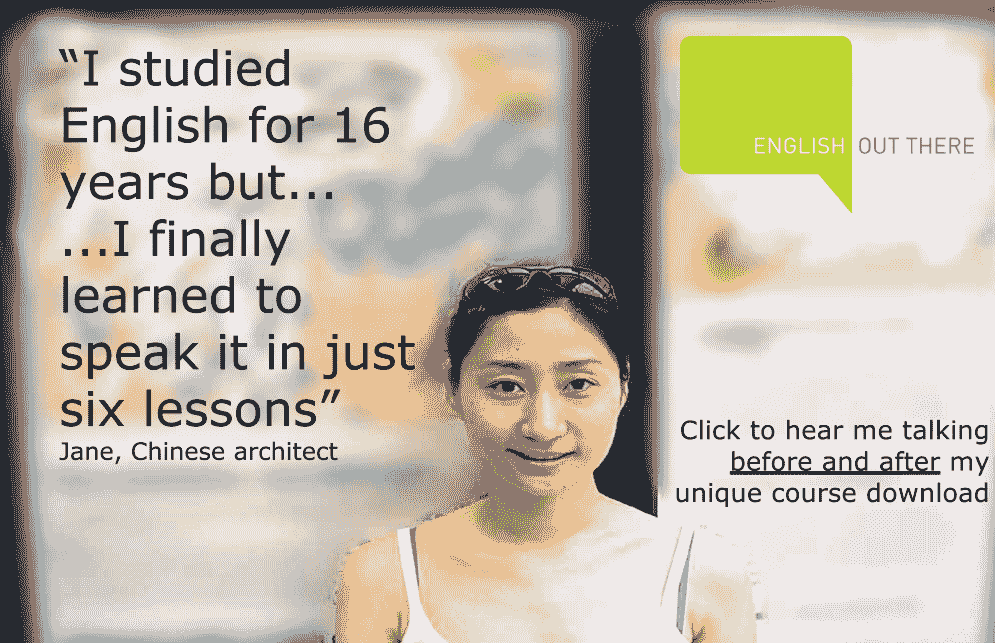 “I studied
English for 16
years but...
...I finally
learned to
speak it in just
six lessons”
Jane, Chinese architect
ENGLISH OUT THERE
Click to hear me talking
before and after my
unique course download